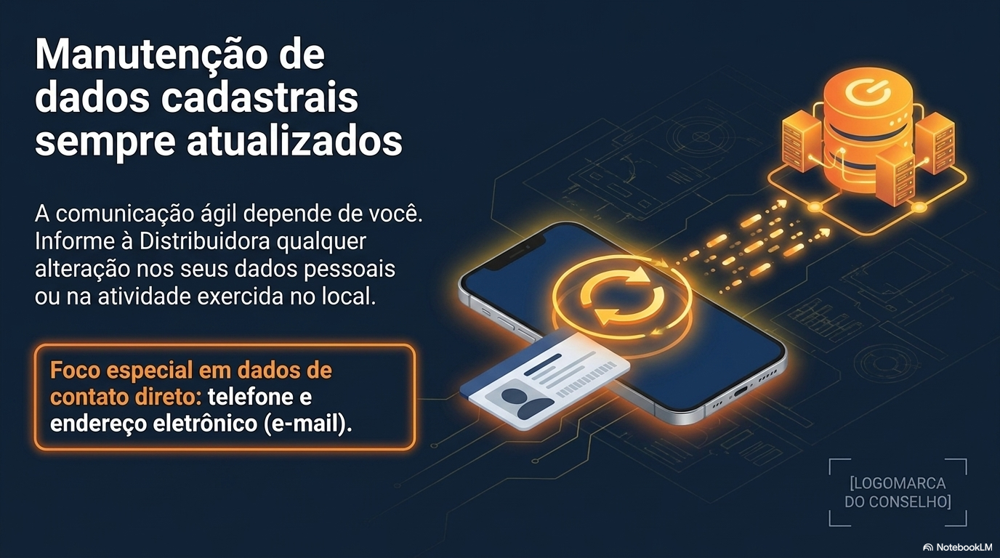 Manutenção de
dados cadastrais
sempre atualizados
A comunicação ágil depende de você.
Informe à Distribuidora qualquer
alteração nos seus dados pessoais
ou na atividade exercida no local.
Foco especial em dados de
contato direto: telefone e
endereço eletrônico (e-mail).
[LOGOMARCA
DO CONSELHO]
NotebookLM